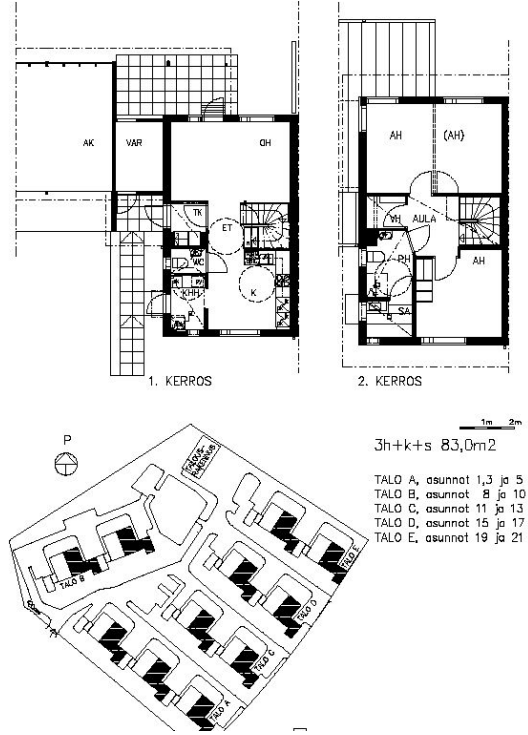 AK
VAR
OH
TK
ET
WC
KHH
K
1. KERROS
AH
(AH)
VH
AULA
PH
AH
SA
2. KERROS
1m 2m
3h+k+s 83,0m2
P
TALOUS-
RAKENNUS
TALO A, asunnot 1,3 ja 5
TALO B, asunnot 8 ja 10
TALO C, asunnot 11 ja 13
TALO D, asunnot 15 ja 17
TALO E, asunnot 19 ja 21
TALO B
TALO E
TALO D
TALO C
TALO A